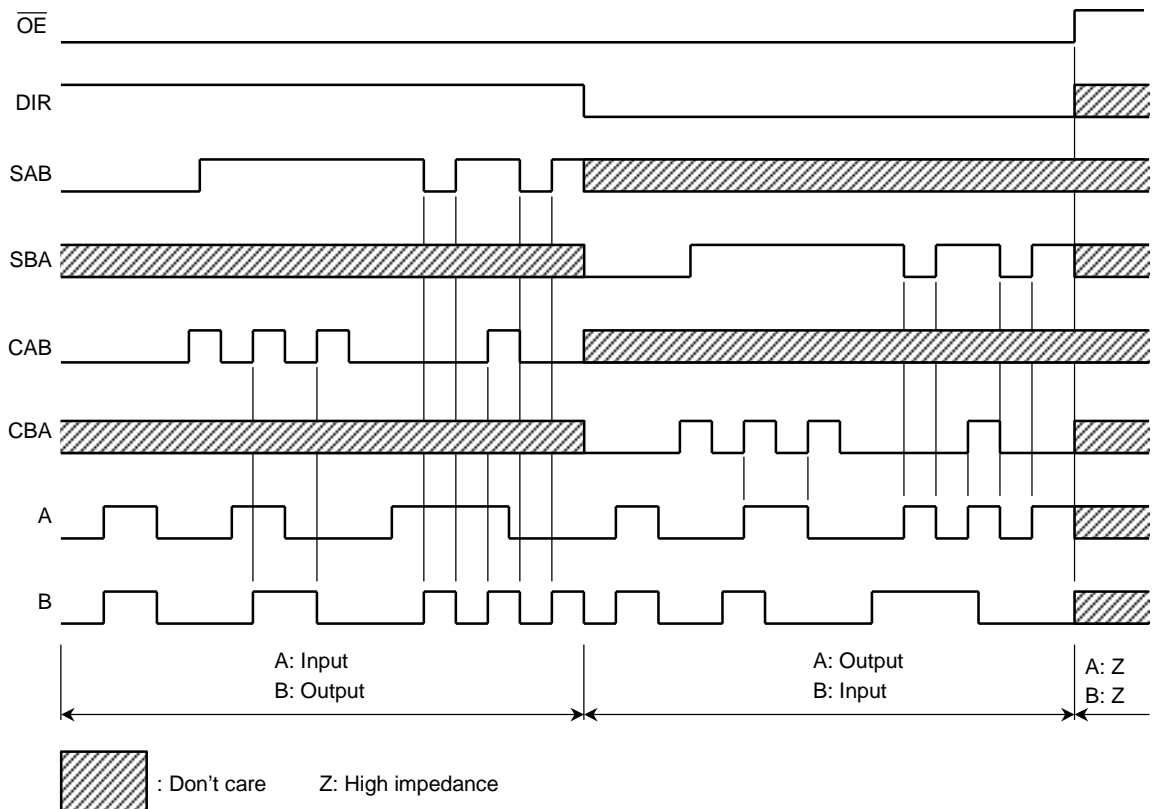 OE
DIR
SAB
SBA
CAB
CBA
A
B
A: Input
B: Output
A: Output
B: Input
A: Z
B: Z
: Don't care
Z: High impedance